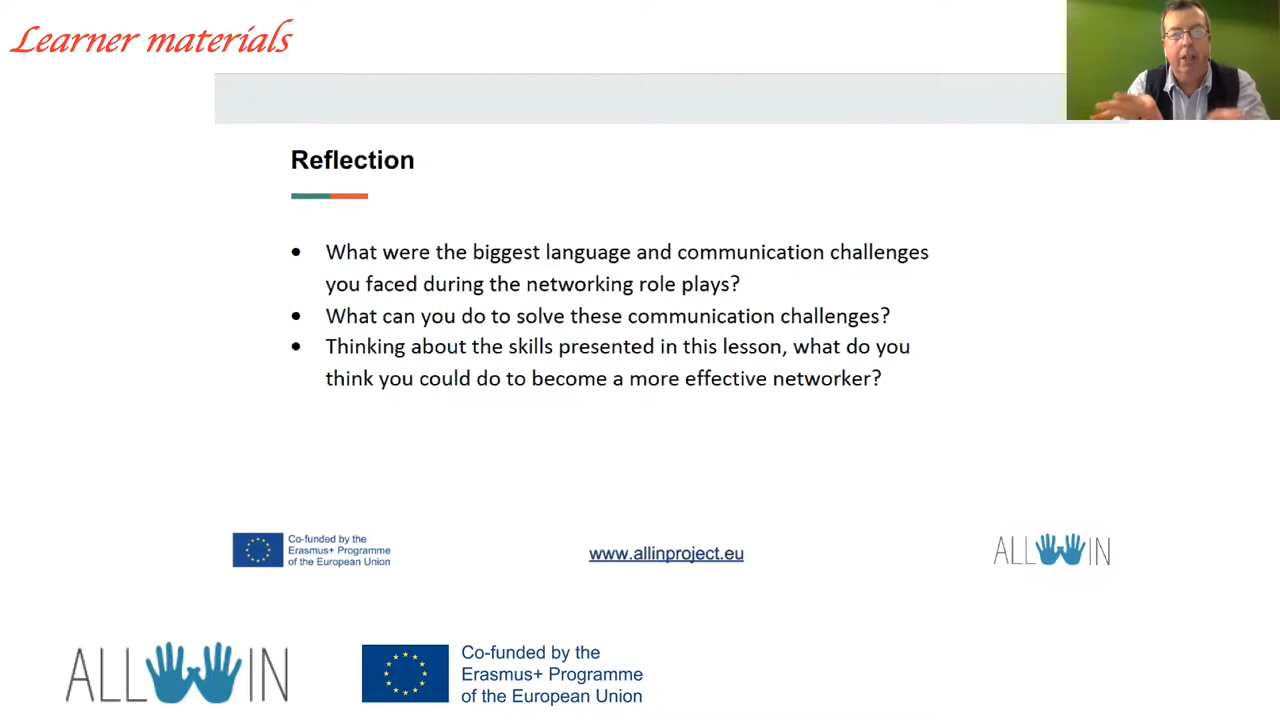 Learner materials
Reflection
• What were the biggest language and communication challenges
you faced during the networking role plays?
• What can you do to solve these communication challenges?
• Thinking about the skills presented in this lesson, what do you
think you could do to become a more effective networker?
Co-funded by the
Erasmus+ Programme
of the European Union
www.allinproject.eu
ALL IN
ALL IN
Co-funded by the
Erasmus+ Programme
of the European Union